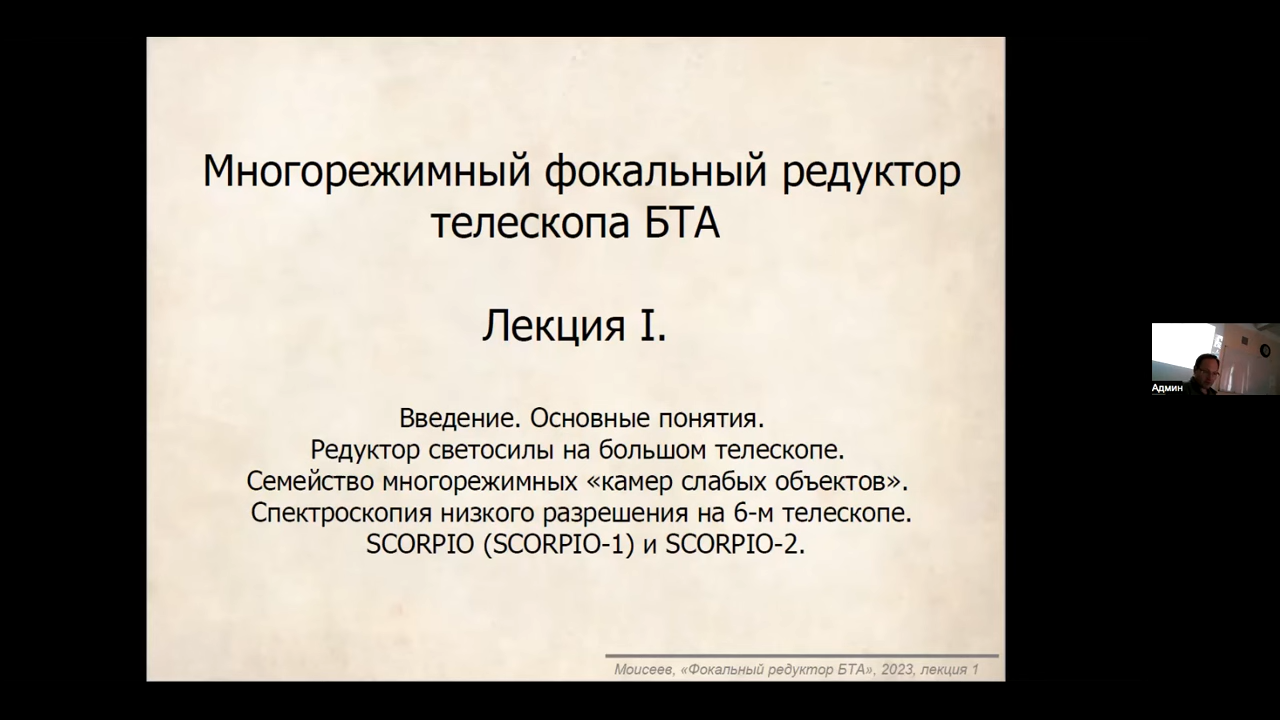 Многорежимный фокальный редуктор
телескопа БТА
Лекция I.
Введение. Основные понятия.
Редуктор светосилы на большом телескопе.
Семейство многорежимных «камер слабых объектов».
Спектроскопия низкого разрешения на 6-м телескопе.
SCORPIO (SCORPIO-1) и SCORPIO-2.
Моисеев, «Фокальный редуктор БТА», 2023, лекция 1
Админ